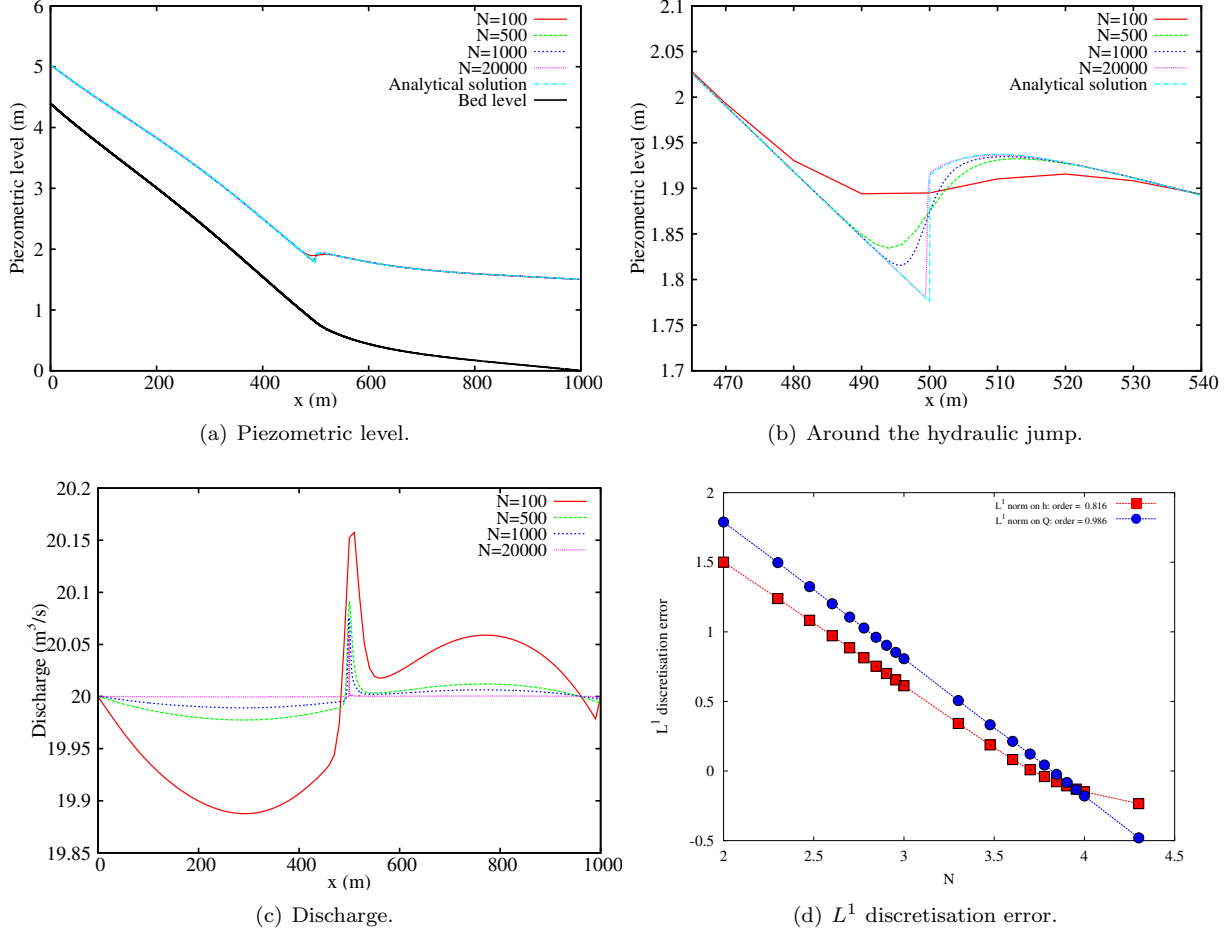 6
5
4
3
2
1
0
Piezometric level (m)
N=100
N=500
N=1000
N=20000
Analytical solution
Bed level
0 200 400 600 800 1000
x (m)
(a) Piezometric level.
2.1
2.05
2
1.95
1.9
1.85
1.8
1.75
1.7
Piezometric level (m)
N=100
N=500
N=1000
N=20000
Analytical solution
470 480 490 500 510 520 530 540
x (m)
(b) Around the hydraulic jump.
20.2
20.15
20.1
20.05
20
19.95
19.9
19.85
Discharge (m³/s)
N=100
N=500
N=1000
N=20000
0 200 400 600 800 1000
x (m)
(c) Discharge.
2
1.5
1
0.5
0
-0.5
L¹ discretisation error
L¹ norm on h: order = 0.816
L¹ norm on Q: order = 0.986
2 2.5 3 3.5 4 4.5
N
(d) L¹ discretisation error.